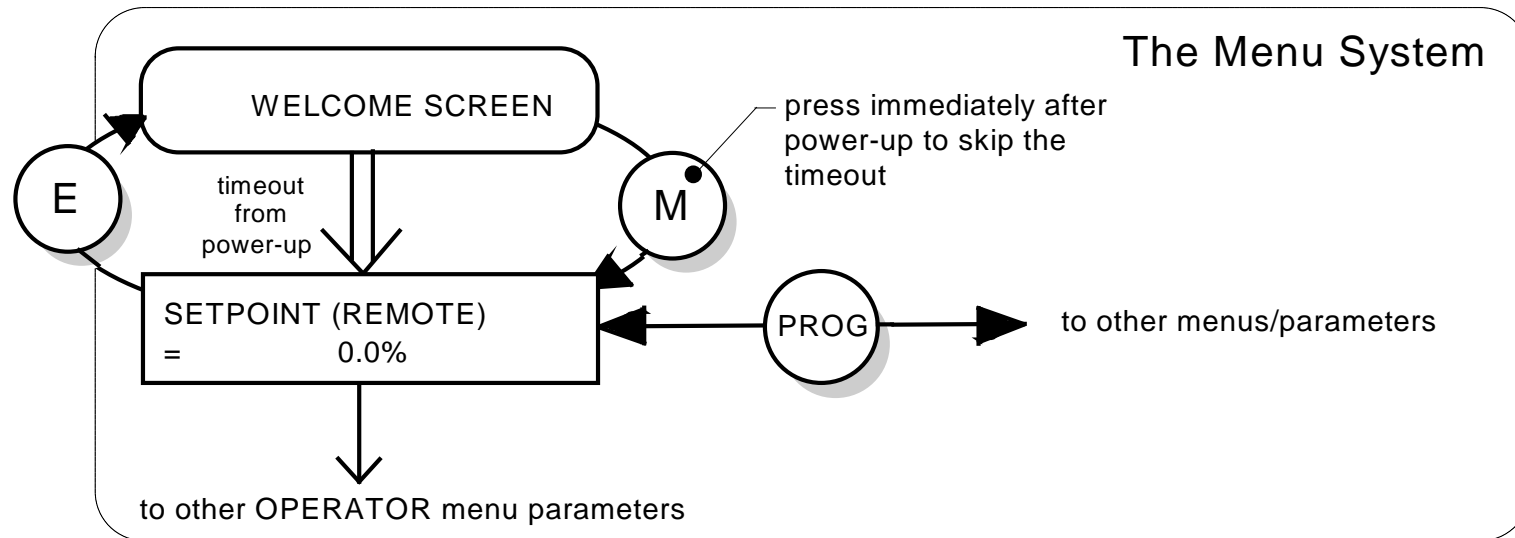 The Menu System
WELCOME SCREEN
press immediately after
power-up to skip the
timeout
E
timeout
from
power-up
M
SETPOINT (REMOTE)
= 0.0%
PROG
to other menus/parameters
to other OPERATOR menu parameters